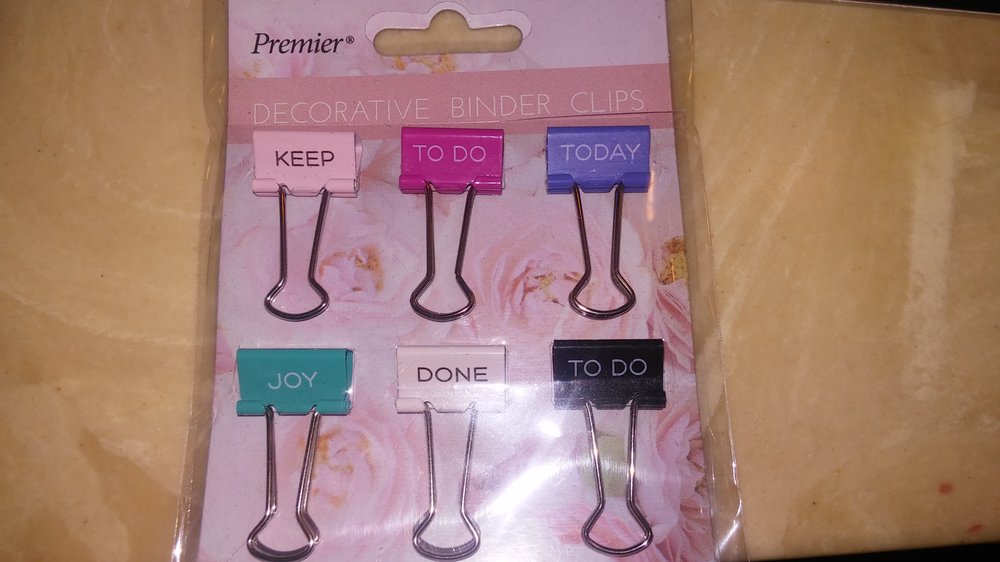 Premier®
DECORATIVE BINDER CLIPS
KEEP
TO DO
TODAY
JOY
DONE
TO DO